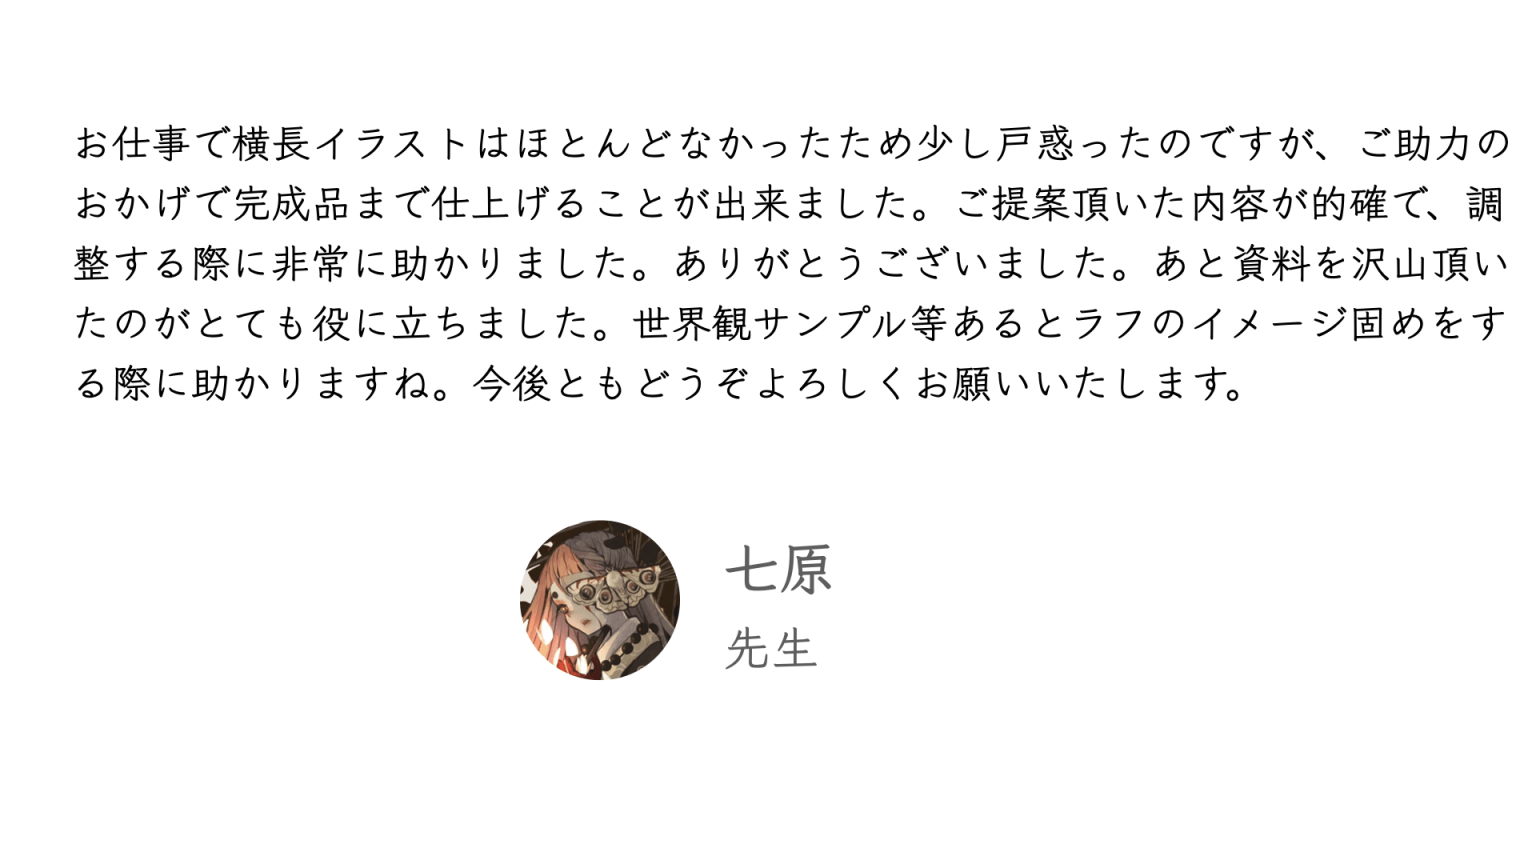 お仕事で横長イラストはほとんどなかったため少し戸惑ったのですが、ご助力の
おかげで完成品まで仕上げることが出来ました。ご提案頂いた内容が的確で、調
整する際に非常に助かりました。ありがとうございました。あと資料を沢山頂い
たのがとても役に立ちました。世界観サンプル等あるとラフのイメージ固めをす
る際に助かりますね。今後ともどうぞよろしくお願いいたします。
七原
先生